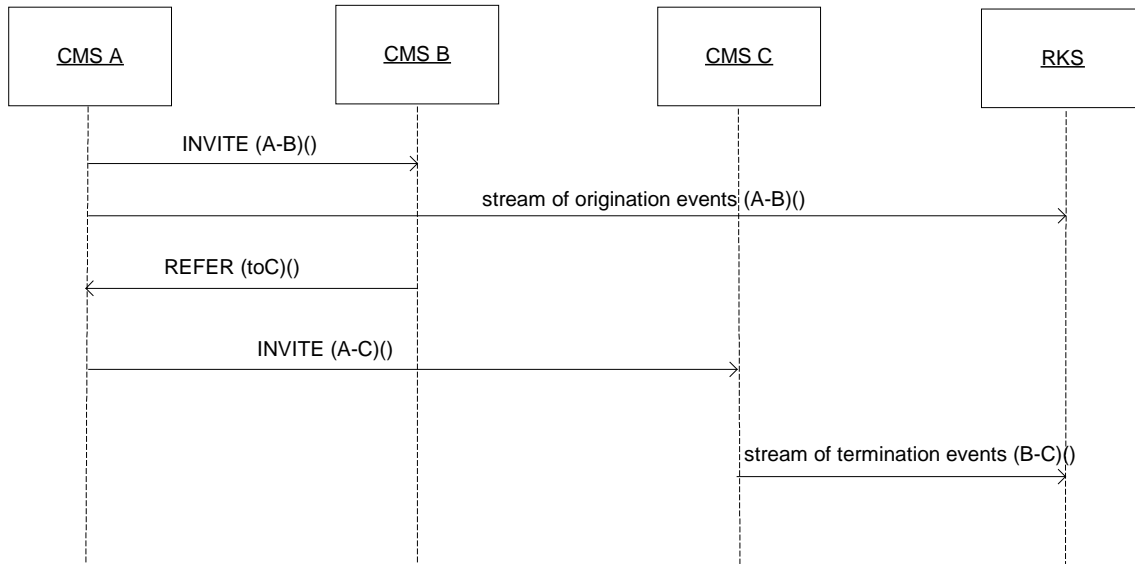 CMS A
CMS B
CMS C
RKS
INVITE (A-B)()
stream of origination events (A-B)()
REFER (toC)()
INVITE (A-C)()
stream of termination events (B-C)()